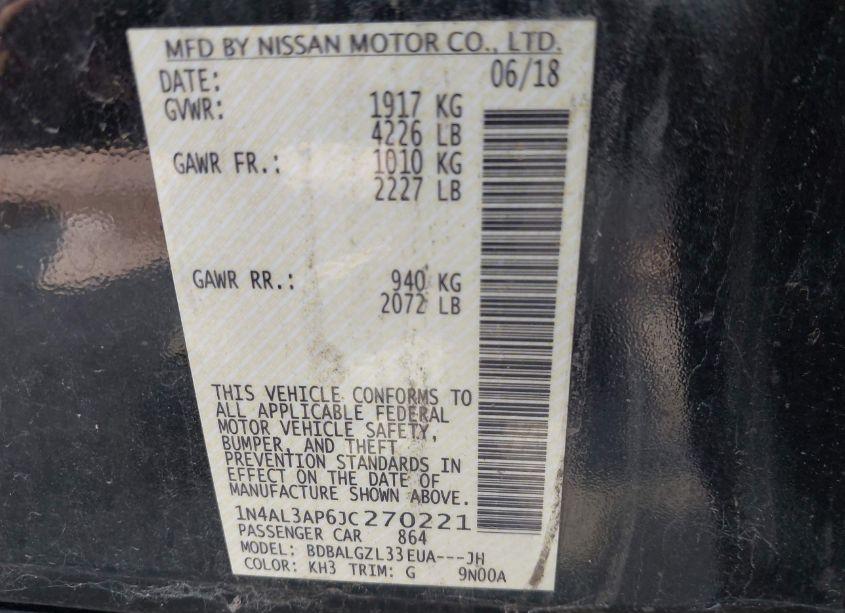 MFD BY NISSAN MOTOR CO., LTD.
DATE: 06/18
GVWR: 1917 KG
4226 LB
GAWR FR.: 1010 KG
2227 LB
GAWR RR.: 940 KG
2072 LB
THIS VEHICLE CONFORMS TO
ALL APPLICABLE FEDERAL
MOTOR VEHICLE SAFETY,
BUMPER, AND THEFT
PREVENTION STANDARDS IN
EFFECT ON THE DATE OF
MANUFACTURE SHOWN ABOVE.
1N4AL3AP6JC270221
PASSENGER CAR 864
MODEL: BDBALGZL33EUA---JH
COLOR: KH3 TRIM: G 9N00A